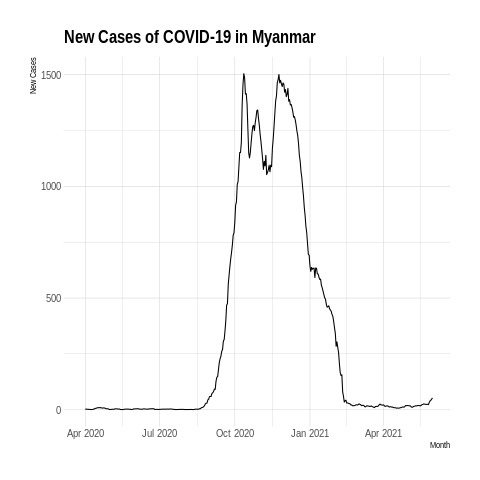 New Cases of COVID-19 in Myanmar
New Cases
1500
1000
500
0
Apr 2020 Jul 2020 Oct 2020 Jan 2021 Apr 2021
Month